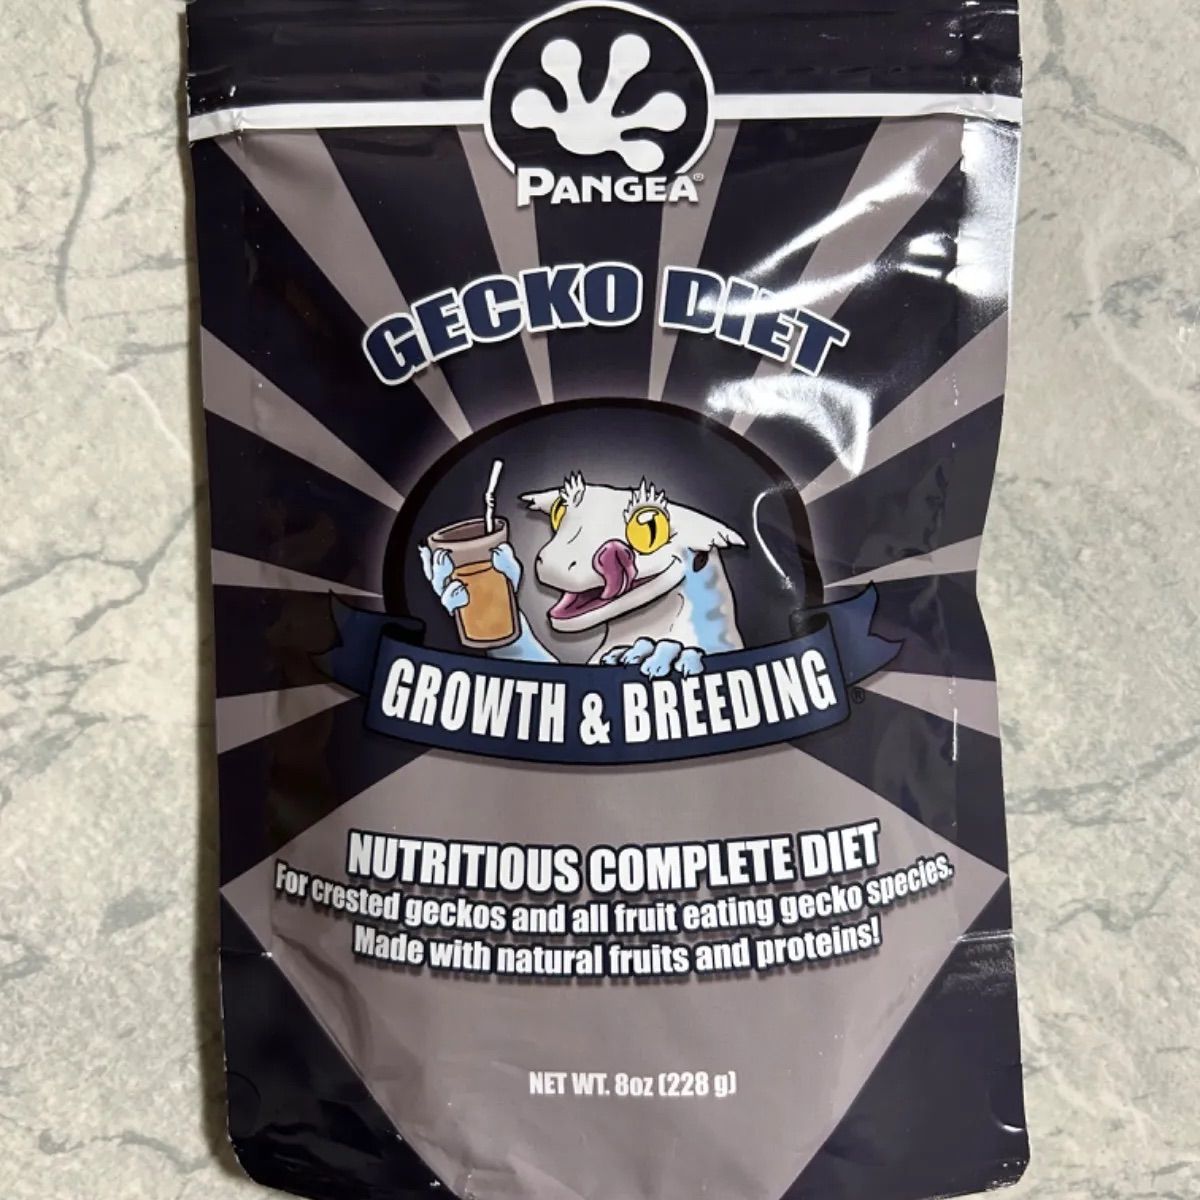 PANGEA®
GECKO DIET
GROWTH & BREEDING®
NUTRITIOUS COMPLETE DIET
For crested geckos and all fruit eating gecko species.
Made with natural fruits and proteins!
NET WT. 8oz (228 g)